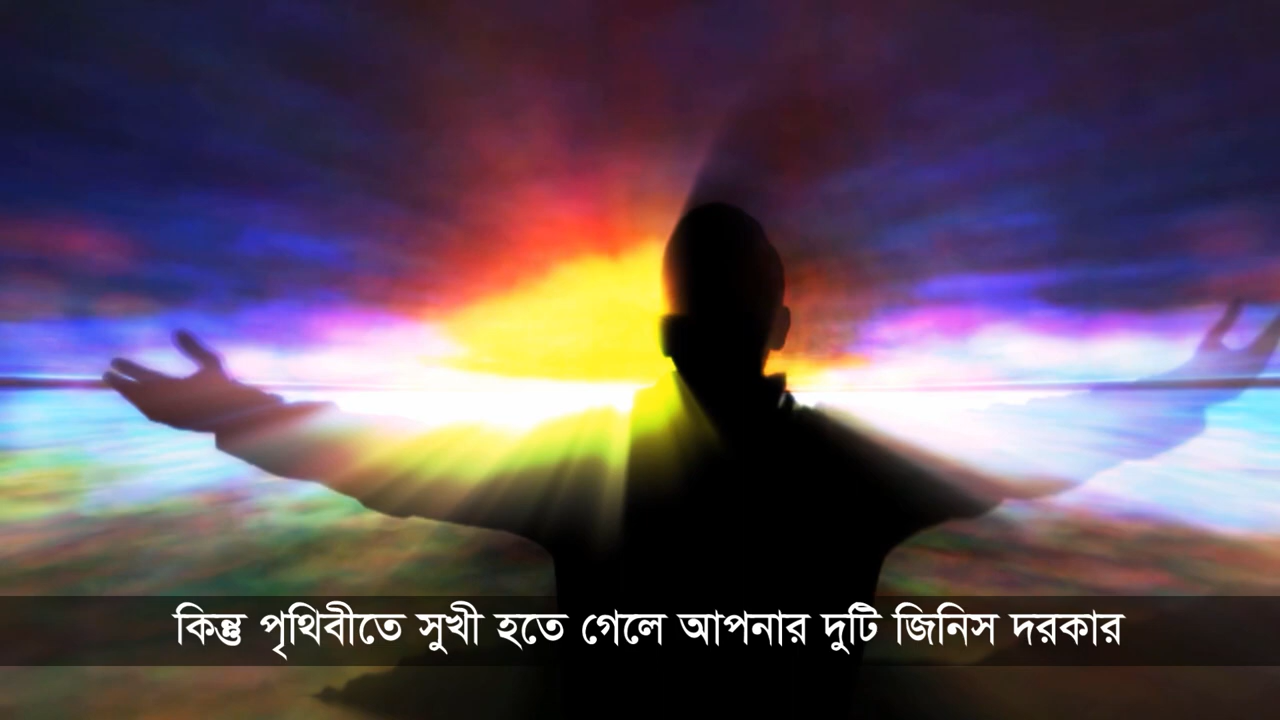 কিন্তু পৃথিবীতে সুখী হতে গেলে আপনার দুটি জিনিস দরকার